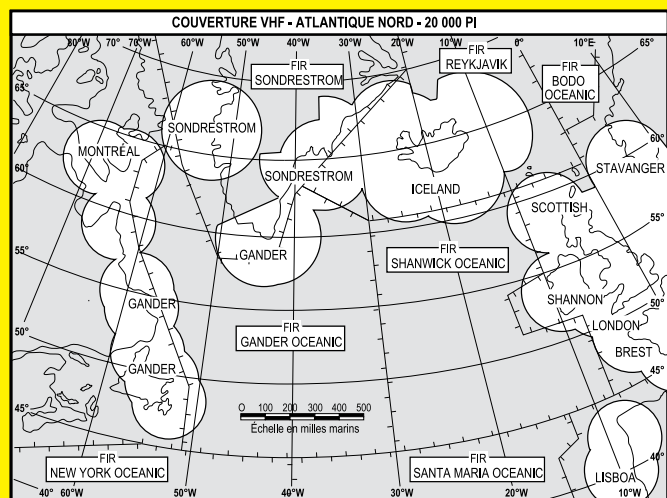 COUVERTURE VHF - ATLANTIQUE NORD - 20 000 PI
80°W 70°W 70°W 60°W 50°W 40°W 30°W 20°W 10°W 0° 10°E 65°
FIR
SONDRESTROM
FIR
REYKJAVIK
FIR
BODO
OCEANIC
65°
60°
55°
50°
45°
60°
55°
50°
45°
40°
MONTRÉAL
SONDRESTROM
SONDRESTROM
ICELAND
STAVANGER
SCOTTISH
GANDER
FIR
SHANWICK OCEANIC
SHANNON
LONDON
BREST
GANDER
FIR
GANDER OCEANIC
GANDER
0 100 200 300 400 500
Échelle en milles marins
FIR
NEW YORK OCEANIC
FIR
SANTA MARIA OCEANIC
LISBOA
40° 60°W 50°W 40°W 30°W 20°W 10°W